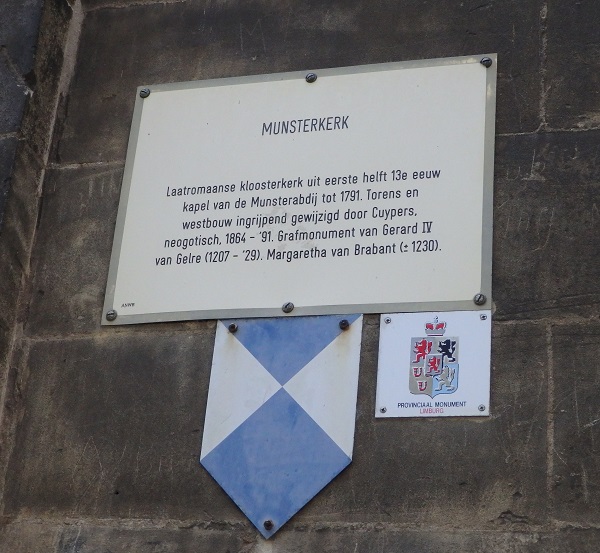 MUNSTERKERK
Laatromaanse kloosterkerk uit eerste helft 13e eeuw
kapel van de Munsterabdij tot 1791. Torens en
westbouw ingrijpend gewijzigd door Cuypers,
neogotisch, 1864 - '91. Grafmonument van Gerard IV
van Gelre (1207 - '29). Margaretha van Brabant (± 1230).
ANWB
PROVINCIAAL MONUMENT
LIMBURG